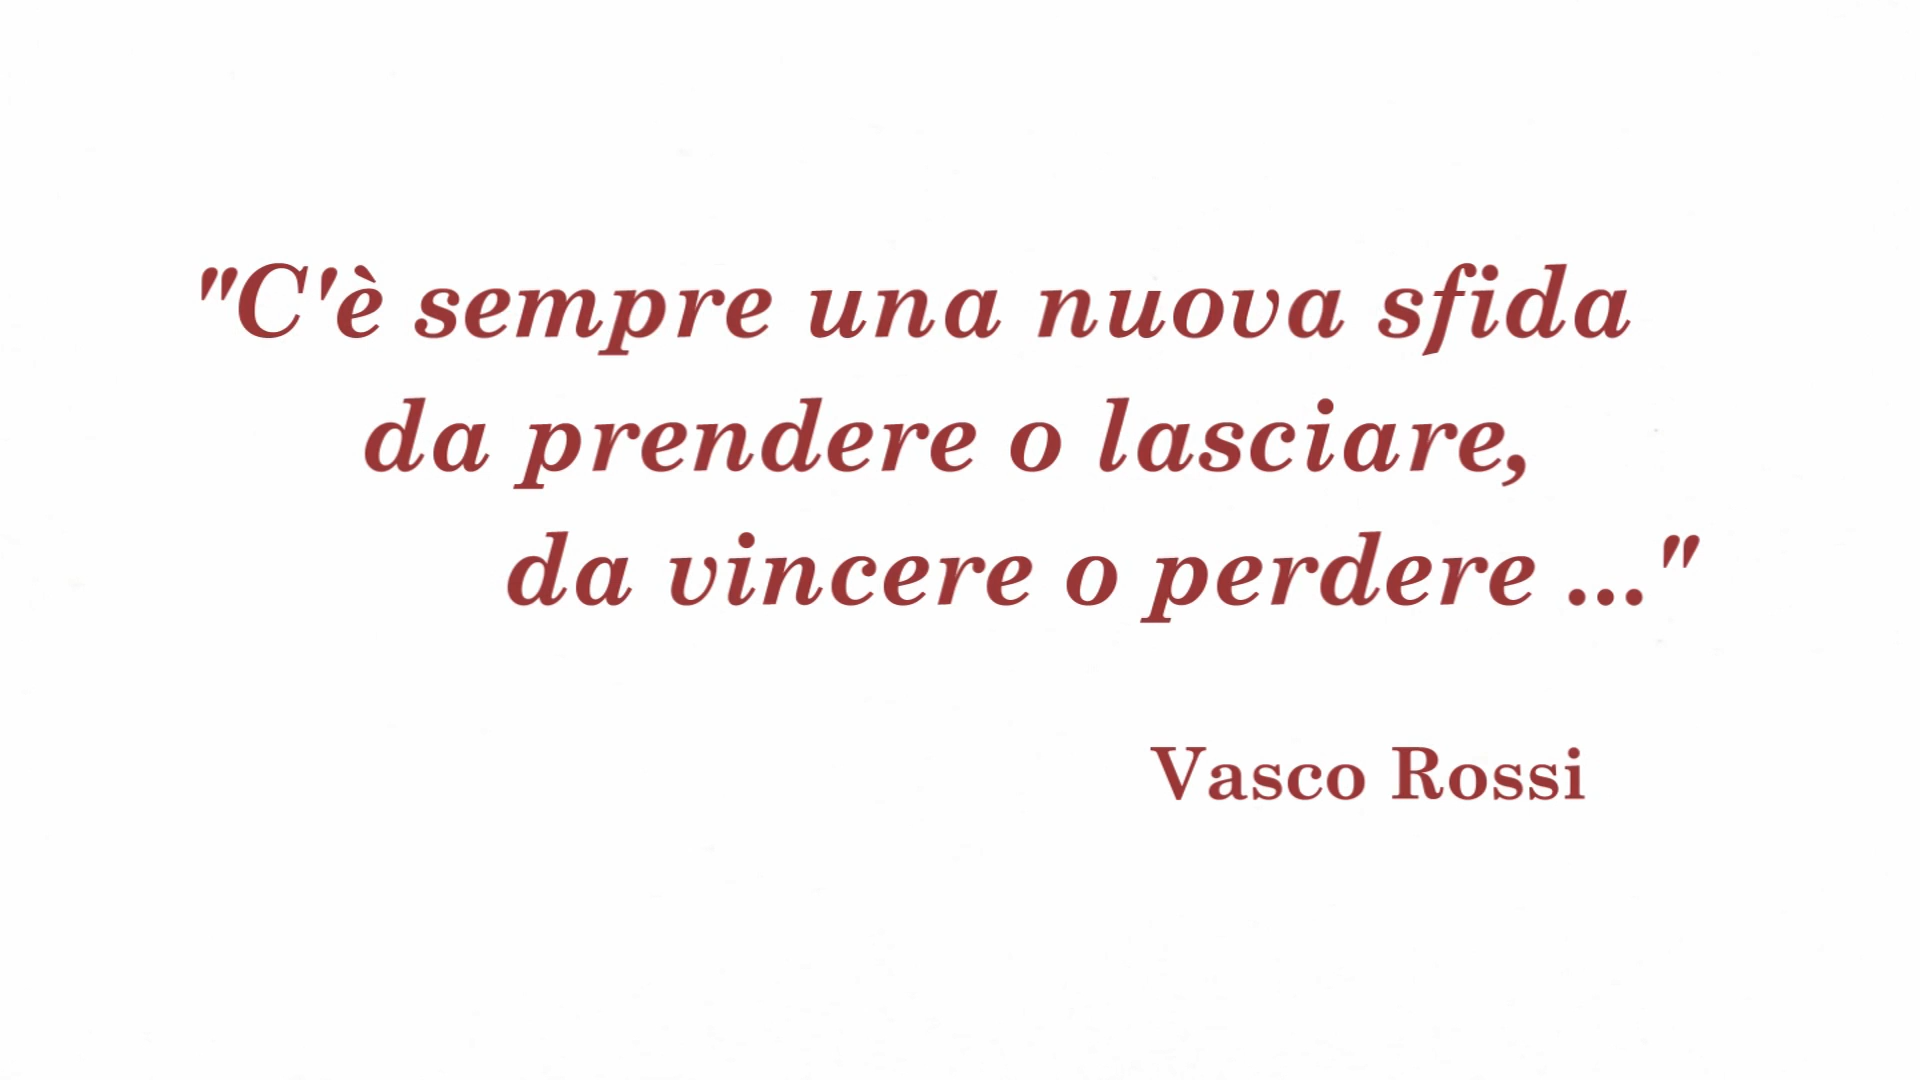 "C'è sempre una nuova sfida
da prendere o lasciare,
da vincere o perdere ..."
Vasco Rossi